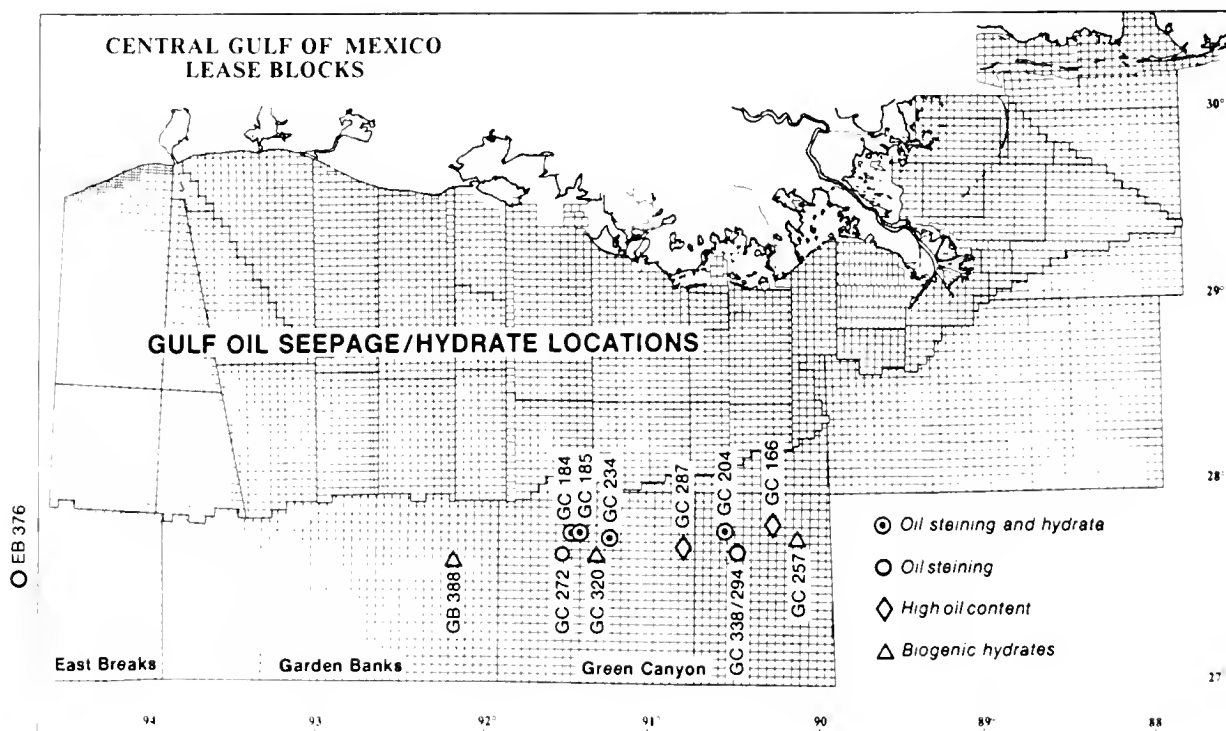 CENTRAL GULF OF MEXICO
LEASE BLOCKS
30°
29°
GULF OIL SEEPAGE/HYDRATE LOCATIONS
28°
GC 184
GC 185
GC 234
GC 287
GC 204
GC 166
EB 376
GB 388
GC 272
GC 320
GC 338/294
GC 257
Oil steining and hydrate
Oil steining
High oil content
Biogenic hydrates
East Breaks
Garden Banks
Green Canyon
27°
94
93
92°
91°
90
89°
88